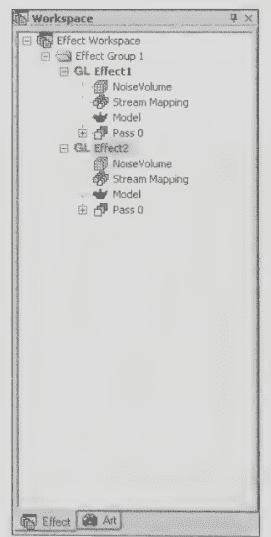 Workspace
Effect Workspace
Effect Group 1
GL Effect1
NoiseVolume
Stream Mapping
Model
Pass 0
GL Effect2
NoiseVolume
Stream Mapping
Model
Pass 0
Effect Art